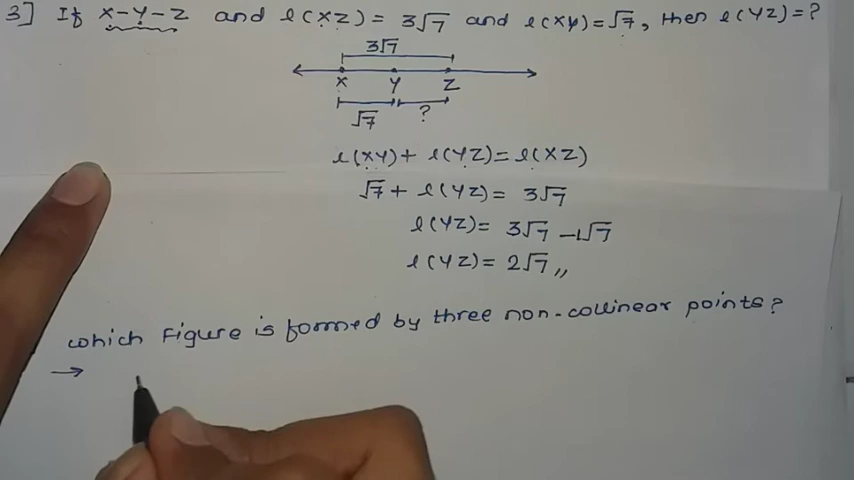 3] If X-Y-Z and l(XZ) = 3√7 and l(XY) = √7, then l(YZ) = ?
3√7
X Y Z
√7 ?
l(XY) + l(YZ) = l(XZ)
√7 + l(YZ) = 3√7
l(YZ) = 3√7 - 1√7
l(YZ) = 2√7,,
which Figure is formed by three non-collinear points?
→